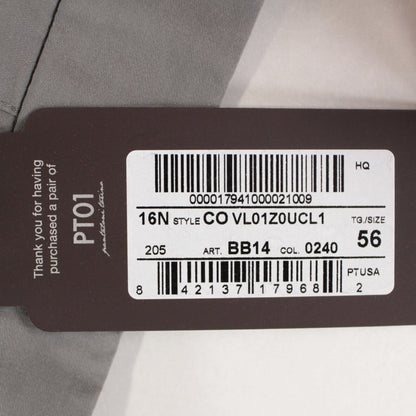 Thank you for having
purchased a pair of
PT01
pantaloni torino
HQ
000017941000021009
16N STYLE CO VL01Z0UCL1 TG/SIZE
205 ART. BB14 COL. 0240 56
PTUSA
8 42137 17968 2